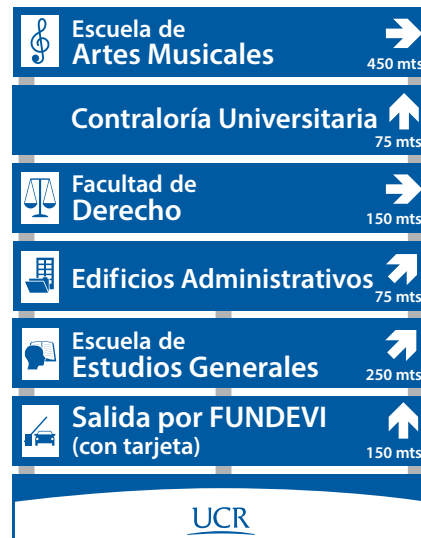 Escuela de
Artes Musicales
450 mts
Contraloría Universitaria
75 mts
Facultad de
Derecho
150 mts
Edificios Administrativos
75 mts
Escuela de
Estudios Generales
250 mts
Salida por FUNDEVI
(con tarjeta)
150 mts
UCR